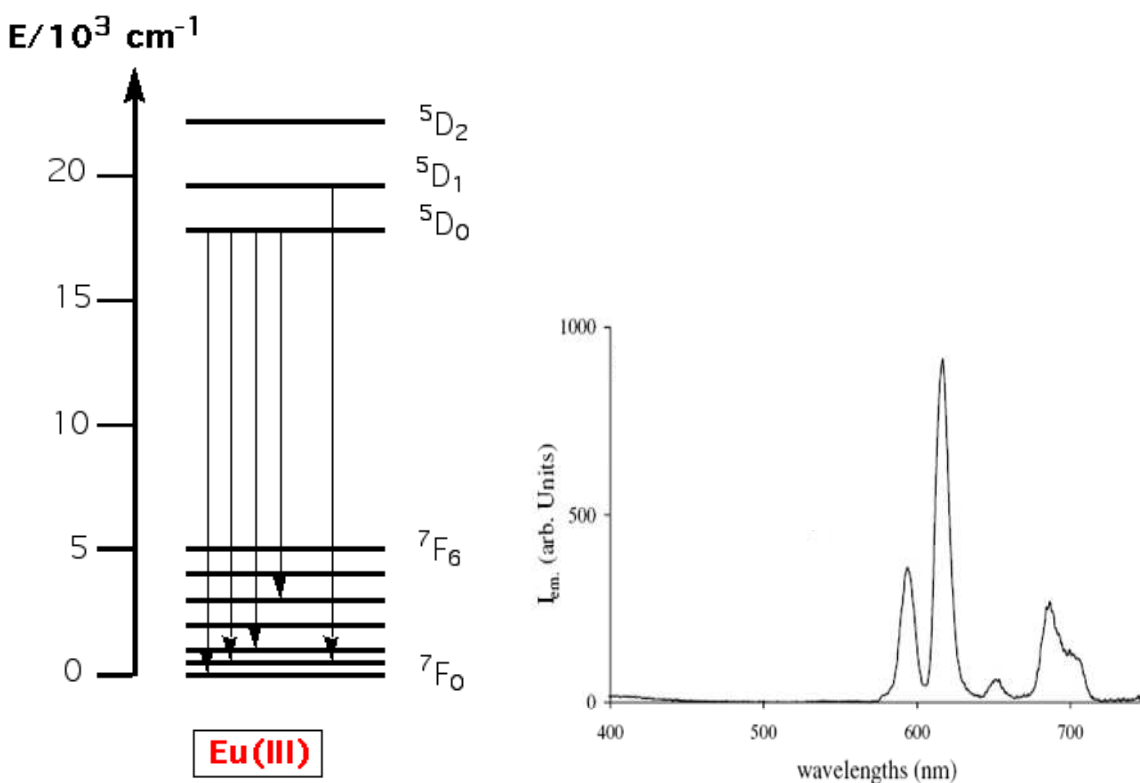 E/10³ cm⁻¹
⁵D₂
20
⁵D₁
⁵D₀
15
10
5
⁷F₆
0
⁷F₀
Eu(III)
1000
500
0
I_em. (arb. Units)
400 500 600 700
wavelengths (nm)